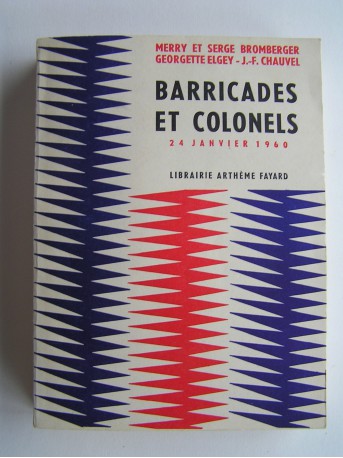 MERRY ET SERGE BROMBERGER
GEORGETTE ELGEY - J.-F. CHAUVEL
BARRICADES
ET COLONELS
24 JANVIER 1960
LIBRAIRIE ARTHÈME FAYARD